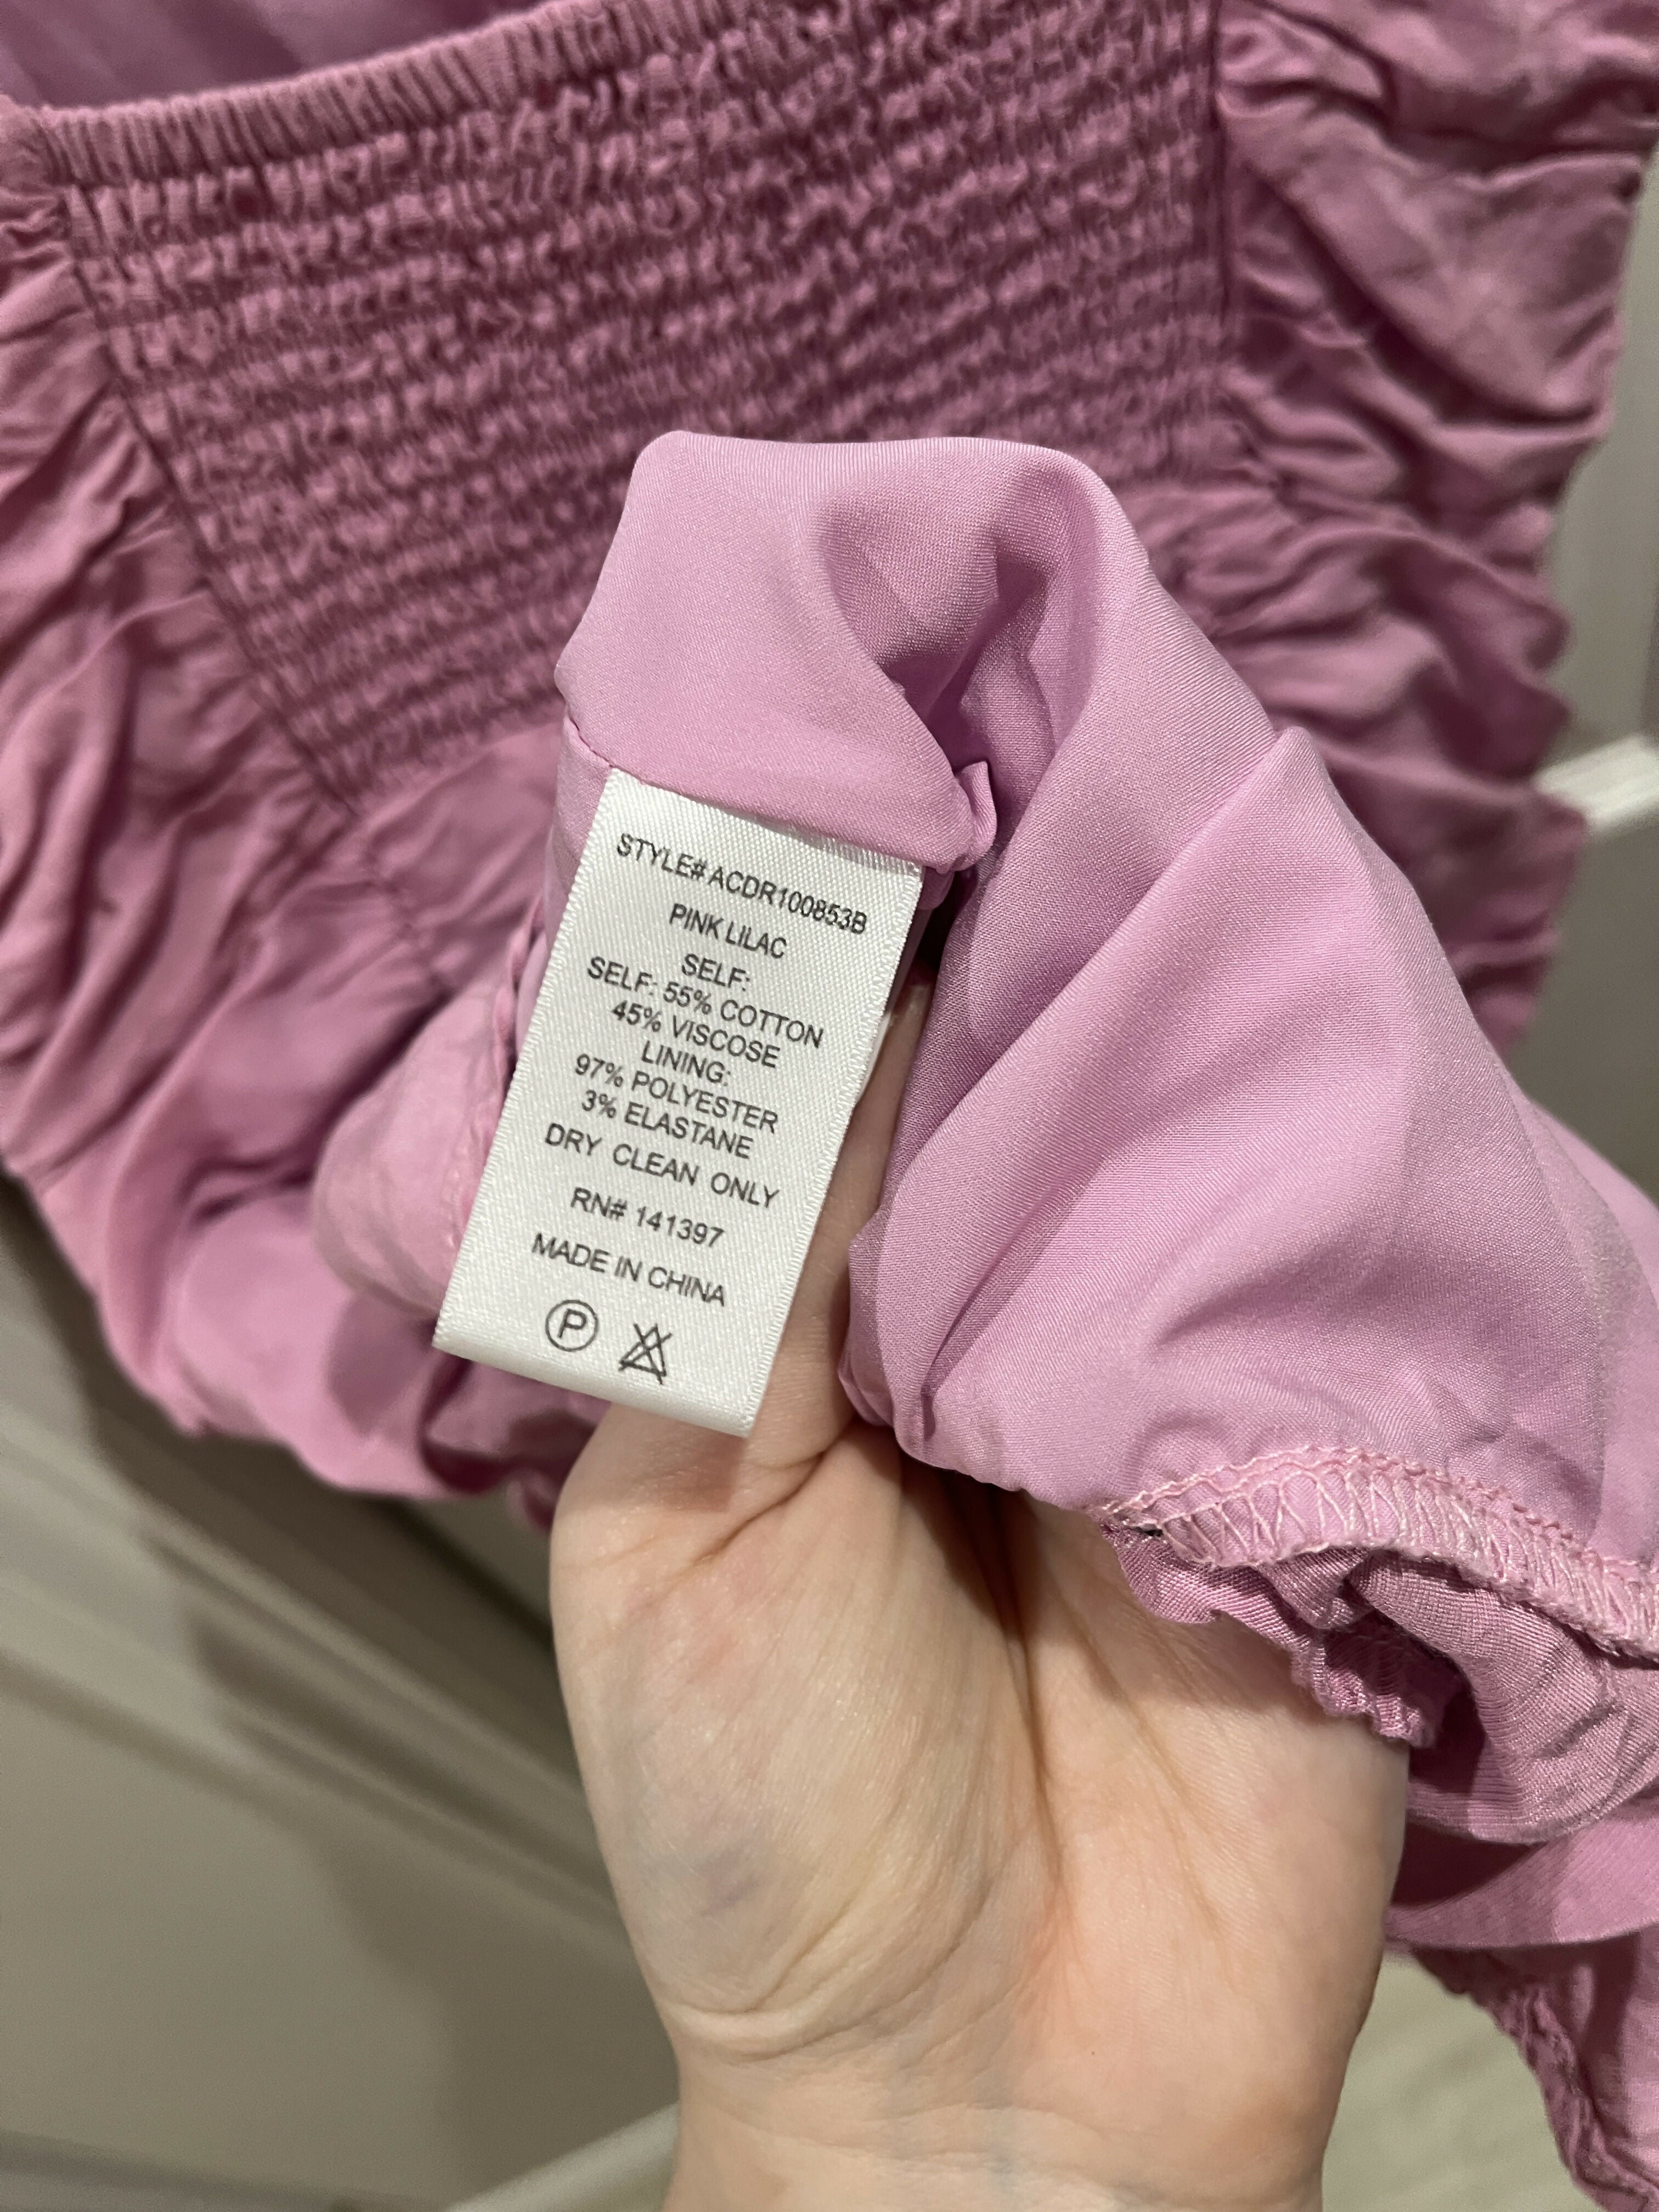 STYLE# ACDR100853B
PINK LILAC
SELF:
SELF: 55% COTTON
45% VISCOSE
LINING:
97% POLYESTER
3% ELASTANE
DRY CLEAN ONLY
RN# 141397
MADE IN CHINA
P